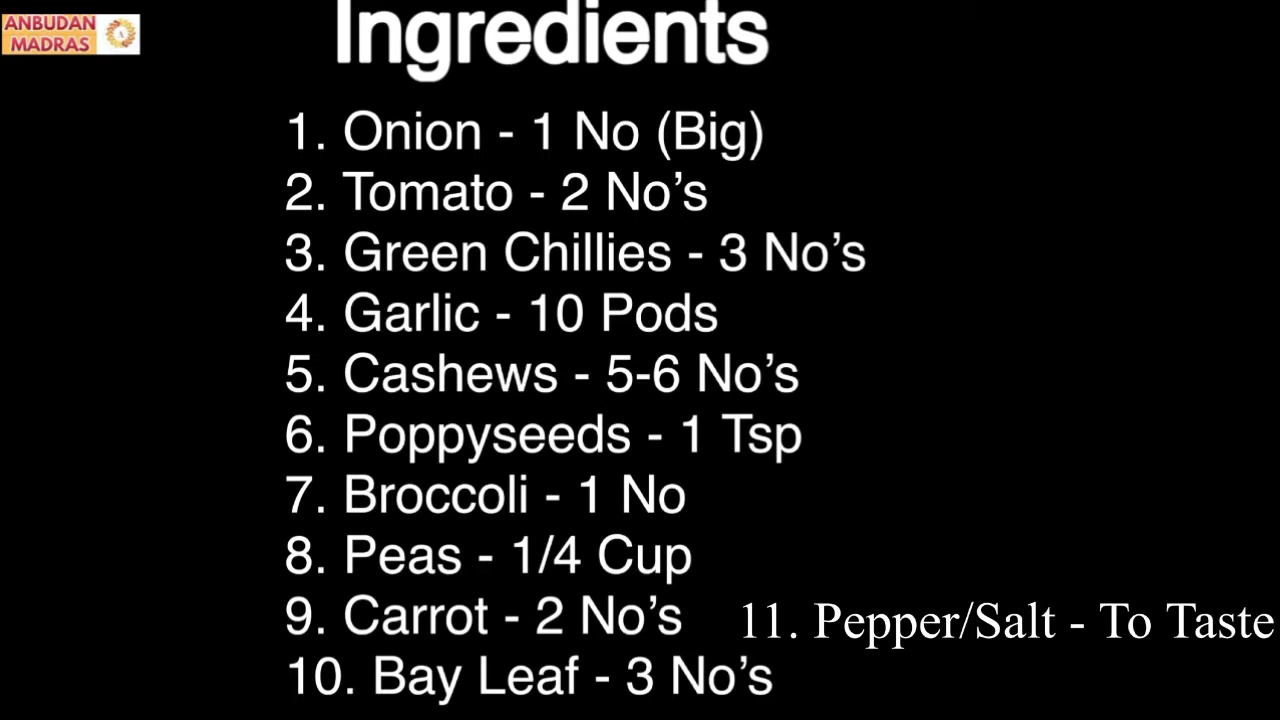 ANBUDAN
MADRAS
Ingredients
1. Onion - 1 No (Big)
2. Tomato - 2 No’s
3. Green Chillies - 3 No’s
4. Garlic - 10 Pods
5. Cashews - 5-6 No’s
6. Poppyseeds - 1 Tsp
7. Broccoli - 1 No
8. Peas - 1/4 Cup
9. Carrot - 2 No’s
10. Bay Leaf - 3 No’s
11. Pepper/Salt - To Taste